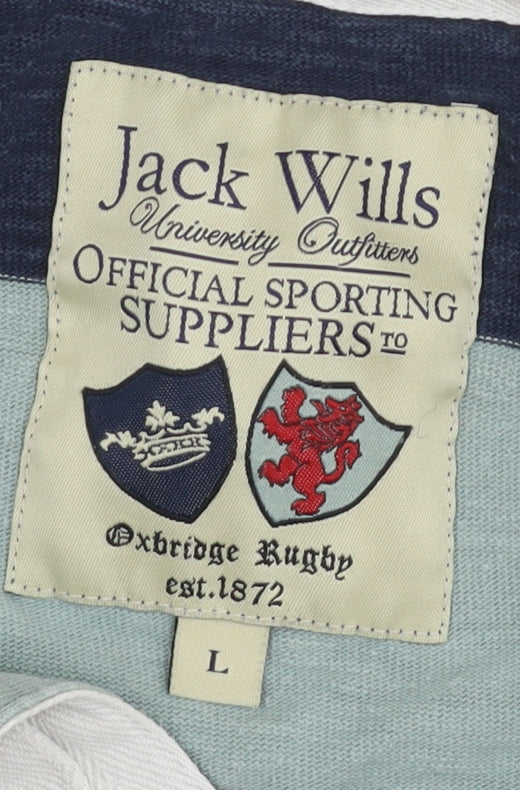 Jack Wills
University Outfitters
OFFICIAL SPORTING
SUPPLIERS TO
Oxbridge Rugby
est.1872
L